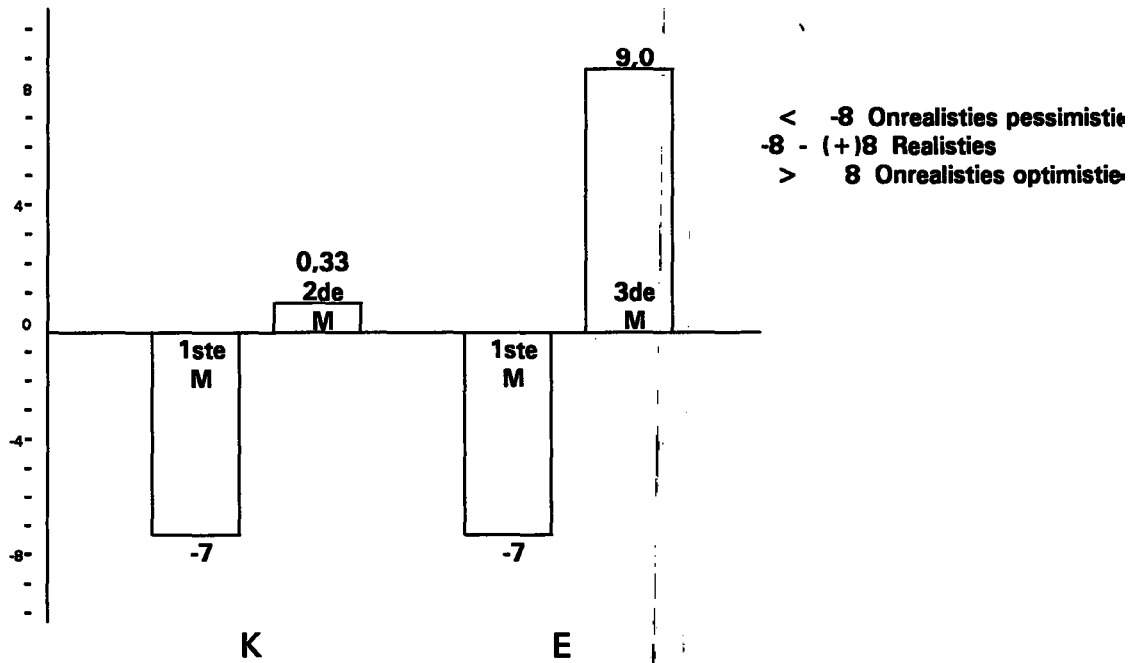 8
4-
0
-4-
-8-
9,0
0,33
2de
M
3de
M
1ste
M
1ste
M
-7
-7
K
E
< -8 Onrealisties pessimistie
-8 - (+)8 Realisties
> 8 Onrealisties optimistie